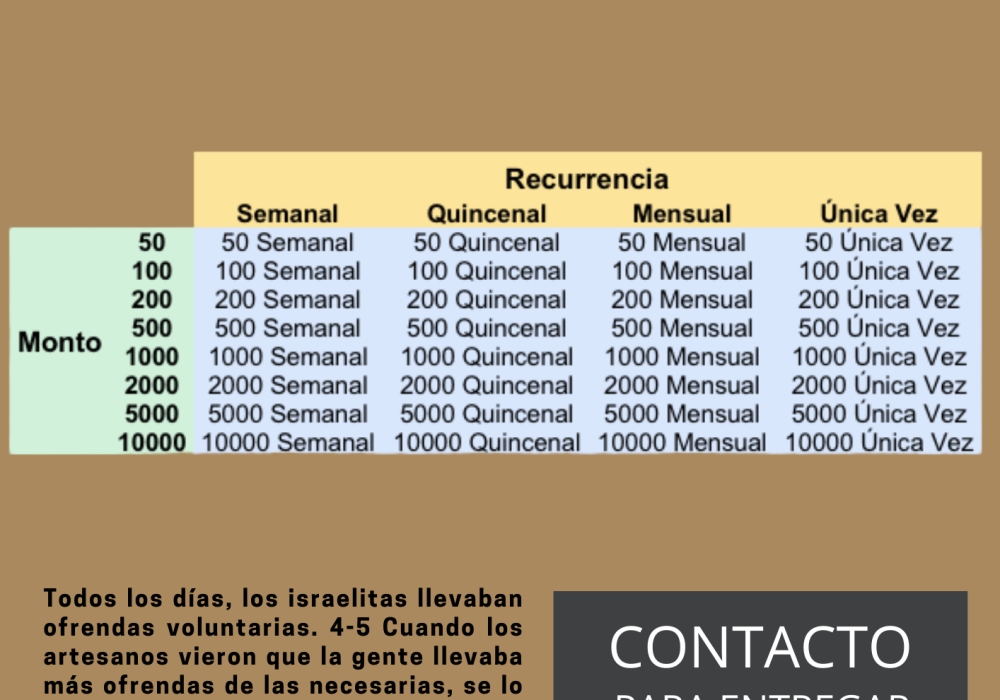 Recurrencia
Semanal Quincenal Mensual Única Vez
50 50 Semanal 50 Quincenal 50 Mensual 50 Única Vez
100 100 Semanal 100 Quincenal 100 Mensual 100 Única Vez
200 200 Semanal 200 Quincenal 200 Mensual 200 Única Vez
500 500 Semanal 500 Quincenal 500 Mensual 500 Única Vez
Monto
1000 1000 Semanal 1000 Quincenal 1000 Mensual 1000 Única Vez
2000 2000 Semanal 2000 Quincenal 2000 Mensual 2000 Única Vez
5000 5000 Semanal 5000 Quincenal 5000 Mensual 5000 Única Vez
10000 10000 Semanal 10000 Quincenal 10000 Mensual 10000 Única Vez
Todos los días, los israelitas llevaban
ofrendas voluntarias. 4-5 Cuando los
artesanos vieron que la gente llevaba
más ofrendas de las necesarias, se lo
CONTACTO
PARA ENTREGAR